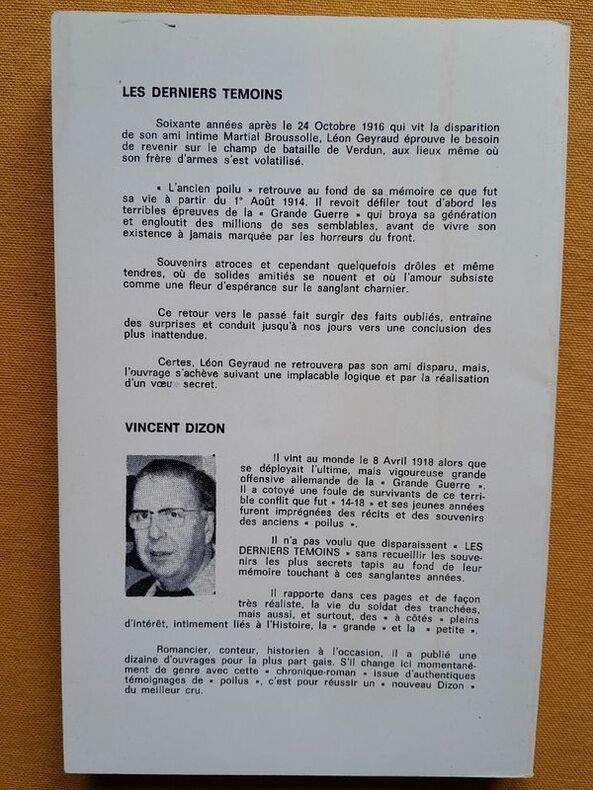 LES DERNIERS TEMOINS
Soixante années après le 24 Octobre 1916 qui vit la disparition
de son ami intime Martial Broussolle, Léon Geyraud éprouve le besoin
de revenir sur le champ de bataille de Verdun, aux lieux même où
son frère d'armes s'est volatilisé.
« L'ancien poilu » retrouve au fond de sa mémoire ce que fut
sa vie à partir du 1° Août 1914. Il revoit défiler tout d'abord les
terribles épreuves de la « Grande Guerre » qui broya sa génération
et engloutit des millions de ses semblables, avant de vivre son
existence à jamais marquée par les horreurs du front.
Souvenirs atroces et cependant quelquefois drôles et même
tendres, où de solides amitiés se nouent et où l'amour subsiste
comme une fleur d'espérance sur le sanglant charnier.
Ce retour vers le passé fait surgir des faits oubliés, entraîne
des surprises et conduit jusqu'à nos jours vers une conclusion des
plus inattendue.
Certes, Léon Geyraud ne retrouvera pas son ami disparu, mais,
l'ouvrage s'achève suivant une implacable logique et par la réalisation
d'un vœu secret.
VINCENT DIZON
Il vint au monde le 8 Avril 1918 alors que
se déployait l'ultime, mais vigoureuse grande
offensive allemande de la « Grande Guerre ».
Il a cotoyé une foule de survivants de ce terri-
ble conflit que fut « 14-18 » et ses jeunes années
furent imprégnées des récits et des souvenirs
des anciens « poilus ».
Il n'a pas voulu que disparaissent « LES
DERNIERS TEMOINS » sans recueillir les souve-
nirs les plus secrets tapis au fond de leur
mémoire touchant à ces sanglantes années.
Il rapporte dans ces pages et de façon
très réaliste, la vie du soldat des tranchées,
mais aussi, et surtout, des « à côtés » pleins
d'intérêt, intimement liés à l'Histoire, la « grande » et la « petite ».
Romancier, conteur, historien à l'occasion, il a publié une
dizaine d'ouvrages pour la plus part gais. S'il change ici momentané-
ment de genre avec cette « chronique-roman » issue d'authentiques
témoignages de « poilus », c'est pour réussir un « nouveau Dizon »
du meilleur cru.